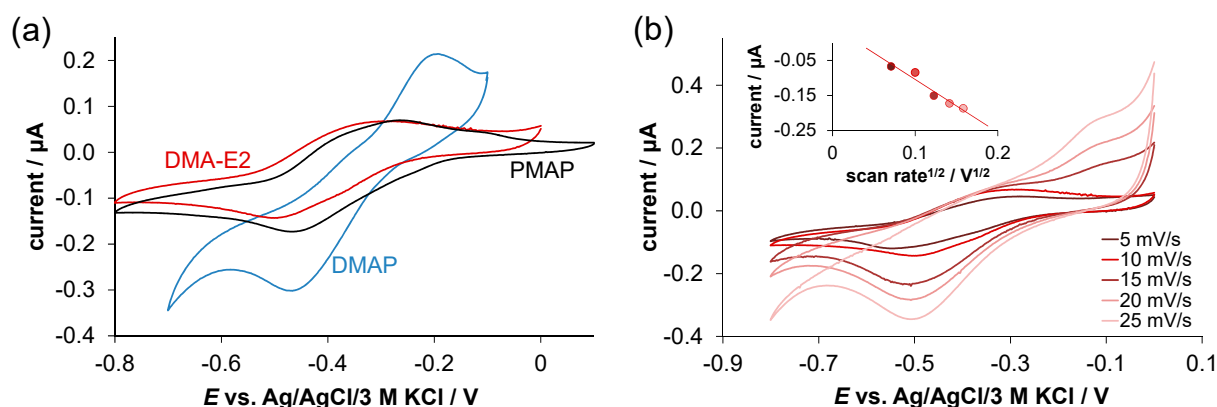 (a)
0.2
0.1
0.0
-0.1
-0.2
-0.3
-0.4
current / µA
DMA-E2
PMAP
DMAP
-0.8
-0.6
-0.4
-0.2
0
E vs. Ag/AgCl/3 M KCl / V
(b)
0.4
0.2
0.0
-0.2
-0.4
current / µA
-0.05
-0.15
-0.25
current / µA
0
0.1
0.2
scan rate1/2 / V1/2
5 mV/s
10 mV/s
15 mV/s
20 mV/s
25 mV/s
-0.9
-0.7
-0.5
-0.3
-0.1
0.1
E vs. Ag/AgCl/3 M KCl / V